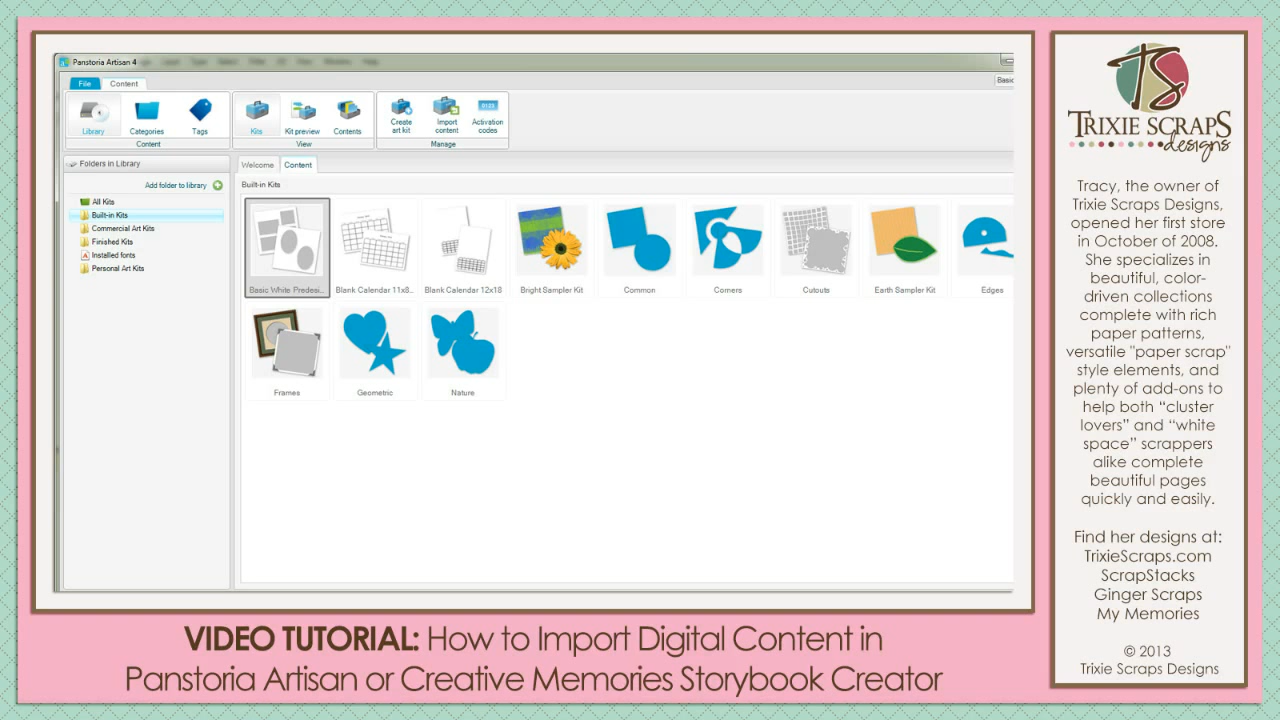 Panstoria Artisan 4
File
Content
Basic
Library
Categories
Tags
Kits
Kit preview
Contents
Create art kit
Import content
Activation codes
Content
View
Manage
Folders in Library
Add folder to library
All Kits
Built-in Kits
Commercial Art Kits
Finished Kits
Installed fonts
Personal Art Kits
Welcome
Content
Built-in Kits
Basic White Predesi...
Blank Calendar 11x8...
Blank Calendar 12x18
Bright Sampler Kit
Common
Corners
Cutouts
Earth Sampler Kit
Edges
Frames
Geometric
Nature
VIDEO TUTORIAL: How to Import Digital Content in
Panstoria Artisan or Creative Memories Storybook Creator
TS
TRIXIE SCRAPS
designs
Tracy, the owner of
Trixie Scraps Designs,
opened her first store
in October of 2008.
She specializes in
beautiful, color-
driven collections
complete with rich
paper patterns,
versatile "paper scrap"
style elements, and
plenty of add-ons to
help both “cluster
lovers” and “white
space” scrappers
alike complete
beautiful pages
quickly and easily.
Find her designs at:
TrixieScraps.com
ScrapStacks
Ginger Scraps
My Memories
© 2013
Trixie Scraps Designs